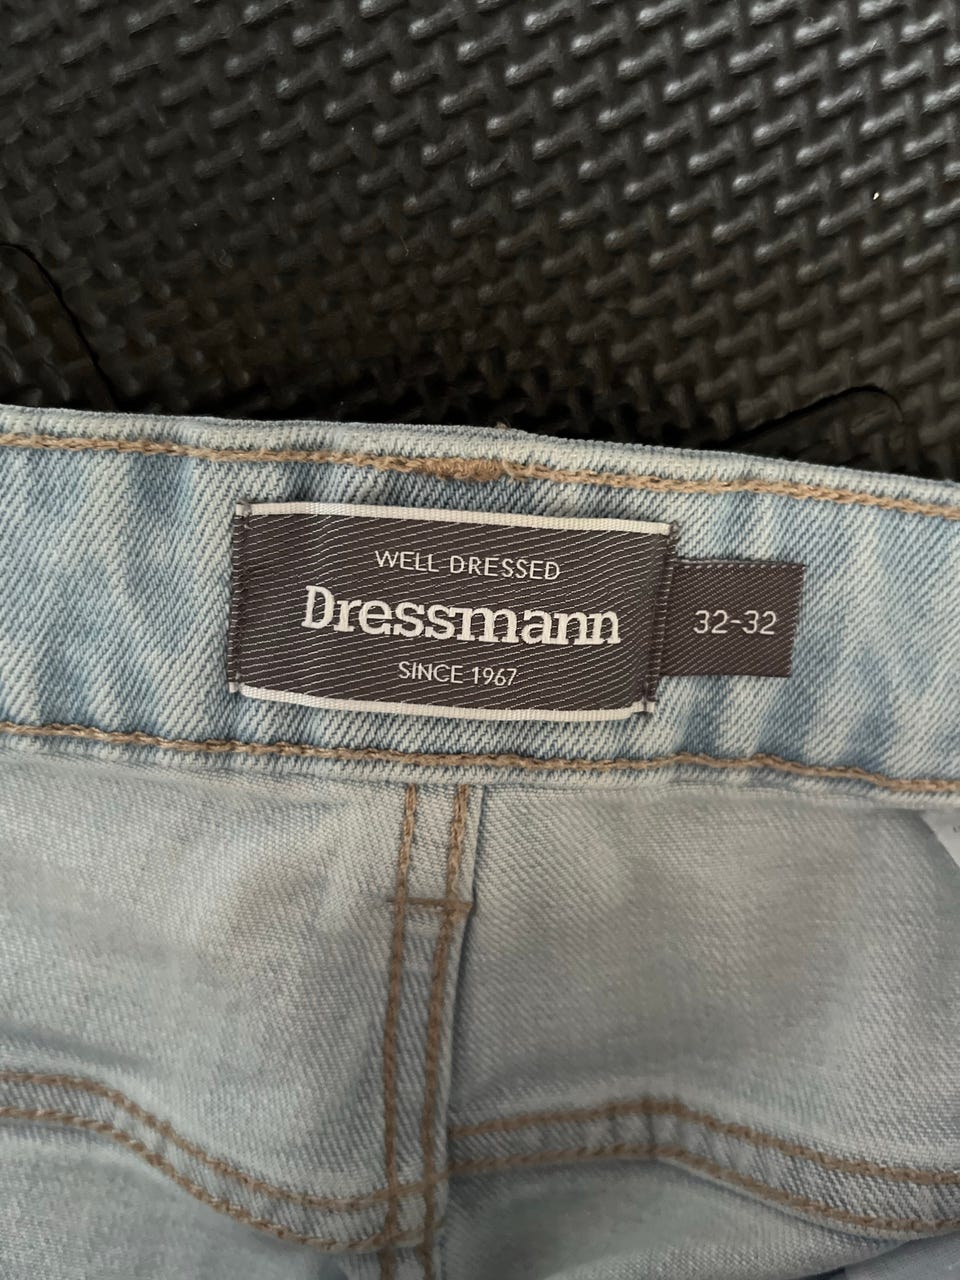 WELL DRESSED
Dressmann
SINCE 1967
32-32